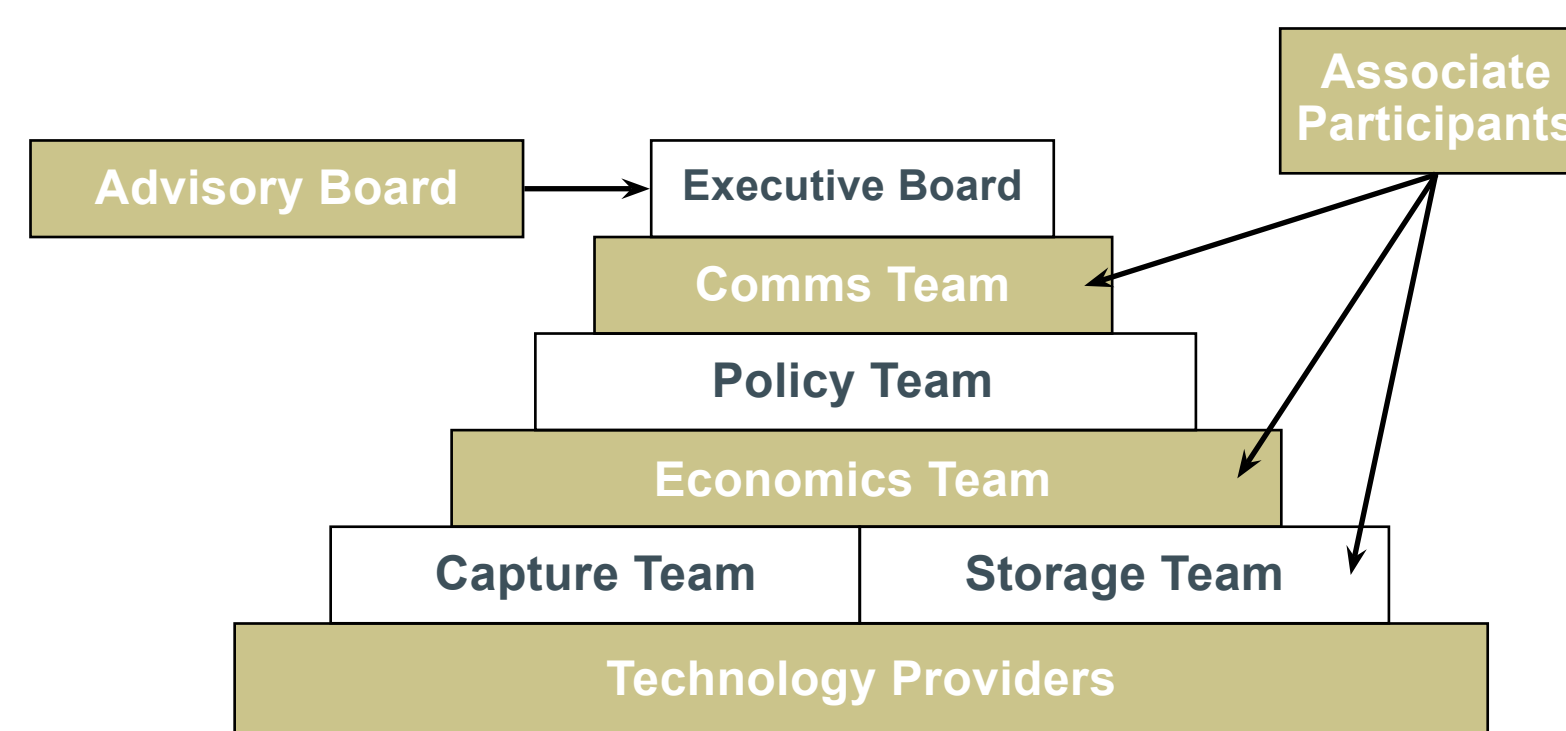 Associate
Participants
Advisory Board
Executive Board
Comms Team
Policy Team
Economics Team
Capture Team
Storage Team
Technology Providers